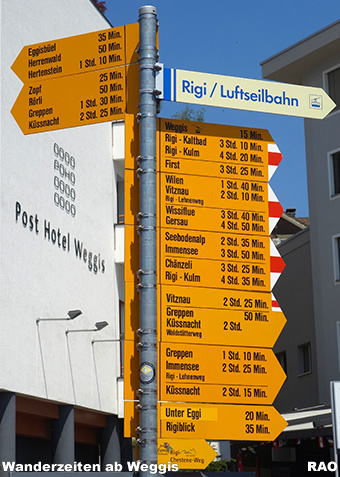 Eggisbüel 35 Min.
Herrenwald 50 Min.
Hertenstein 1 Std. 10 Min.
Zopf 25 Min.
Rörli 50 Min.
Greppen 1 Std. 30 Min.
Küssnacht 2 Std. 25 Min.
Rigi / Luftseilbahn
Post Hotel Weggis
Weggis 15 Min.
Rigi - Kaltbad 3 Std. 10 Min.
Rigi - Kulm 4 Std. 20 Min.
First 3 Std. 25 Min.
Wilen 1 Std. 40 Min.
Vitznau 2 Std. 10 Min.
Rigi - Lehnenweg
Wissiflue 3 Std. 40 Min.
Gersau 4 Std. 50 Min.
Seebodenalp 2 Std. 35 Min.
Immensee 3 Std. 50 Min.
Chänzeli 3 Std. 25 Min.
Rigi - Kulm 4 Std. 35 Min.
Vitznau 2 Std. 25 Min.
Greppen 50 Min.
Küssnacht 2 Std.
Waldstätterweg
Greppen 1 Std. 10 Min.
Immensee 2 Std. 25 Min.
Rigi - Lehnenweg
Küssnacht 2 Std. 15 Min.
Unter Eggi 20 Min.
Rigiblick 35 Min.
Rigi
Chestene-Weg
Wanderzeiten ab Weggis RAO